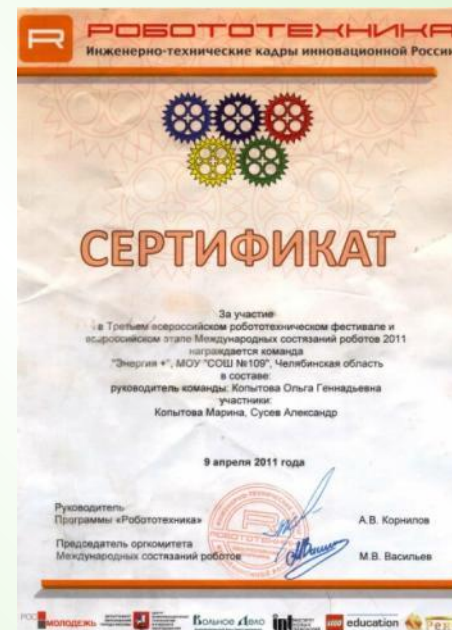 РОБОТОТЕХНИКА
Инженерно-технические кадры инновационной России
СЕРТИФИКАТ
За участие
в Третьем всероссийском робототехническом фестивале и
всероссийском этапе Международных состязаний роботов 2011
награждается команда
"Энергия +", МОУ "СОШ №109", Челябинская область
в составе:
руководитель команды: Копытова Ольга Геннадьевна
участники:
Копытова Марина, Сусев Александр
9 апреля 2011 года
Руководитель
Программы «Робототехника»
А.В. Корнилов
Председатель оргкомитета
Международных состязаний роботов
М.В. Васильев
МОЛОДЕЖЬ
Вольное Дело
int
education